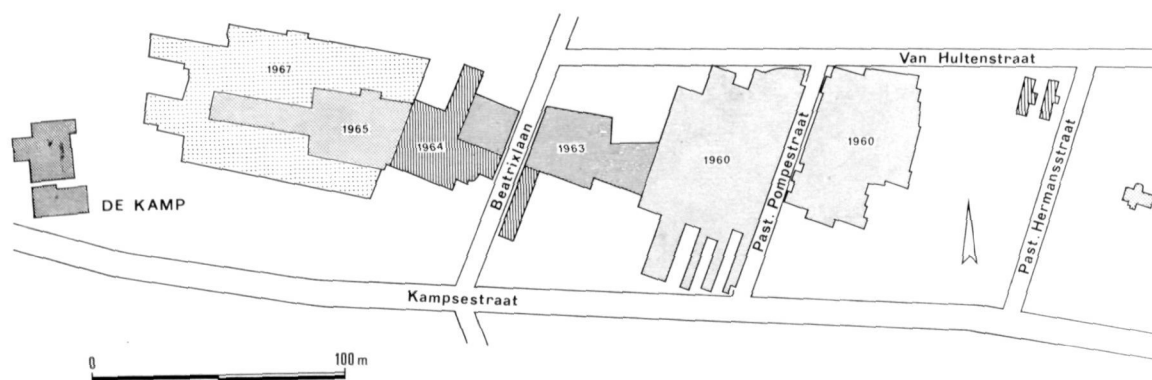 Van Hultenstraat
1967
1965
1964
1963
1960
1960
Beatrixlaan
Past. Pompestraat
Past. Hermansstraat
DE KAMP
Kampsestraat
0 100 m